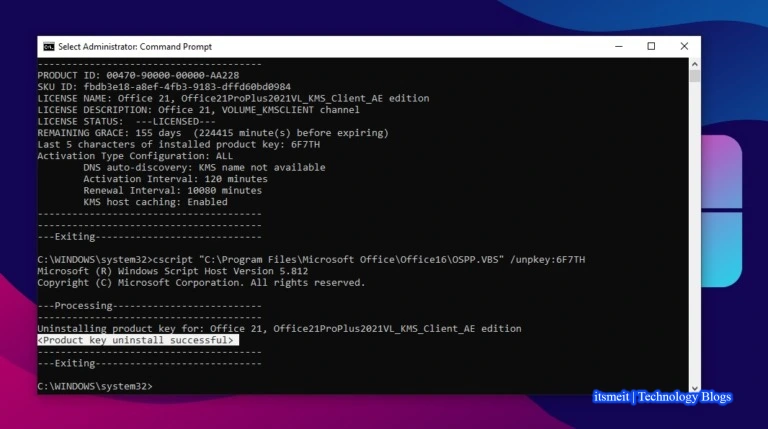 Select Administrator: Command Prompt
---------------------------------------
PRODUCT ID: 00470-90000-00000-AA228
SKU ID: fbdb3e18-a8ef-4fb3-9183-dffd60bd0984
LICENSE NAME: Office 21, Office21ProPlus2021VL_KMS_Client_AE edition
LICENSE DESCRIPTION: Office 21, VOLUME_KMSCLIENT channel
LICENSE STATUS:  ---LICENSED---
REMAINING GRACE: 155 days  (224415 minute(s) before expiring)
Last 5 characters of installed product key: 6F7TH
Activation Type Configuration: ALL
        DNS auto-discovery: KMS name not available
        Activation Interval: 120 minutes
        Renewal Interval: 10080 minutes
        KMS host caching: Enabled
---------------------------------------
---------------------------------------
---Exiting-----------------------------
C:\WINDOWS\system32>cscript "C:\Program Files\Microsoft Office\Office16\OSPP.VBS" /unpkey:6F7TH
Microsoft (R) Windows Script Host Version 5.812
Copyright (C) Microsoft Corporation. All rights reserved.
---Processing--------------------------
---------------------------------------
Uninstalling product key for: Office 21, Office21ProPlus2021VL_KMS_Client_AE edition
<Product key uninstall successful>
---------------------------------------
---Exiting-----------------------------
C:\WINDOWS\system32>
itsmeit | Technology Blogs